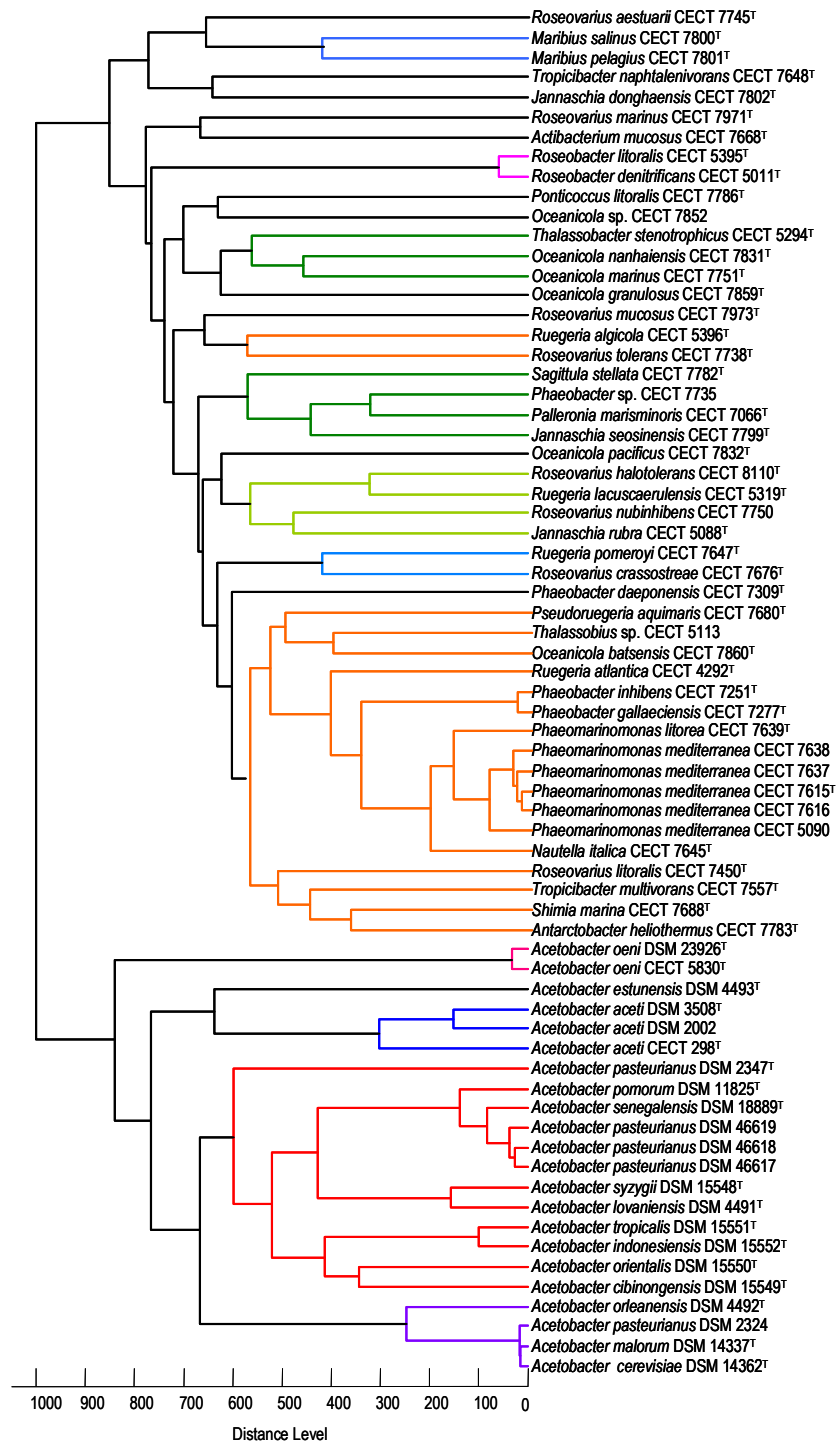 Roseovarius aestuarii CECT 7745ᵀ
Maribius salinus CECT 7800ᵀ
Maribius pelagius CECT 7801ᵀ
Tropicibacter naphtalenivorans CECT 7648ᵀ
Jannaschia donghaensis CECT 7802ᵀ
Roseovarius marinus CECT 7971ᵀ
Actibacterium mucosus CECT 7668ᵀ
Roseobacter litoralis CECT 5395ᵀ
Roseobacter denitrificans CECT 5011ᵀ
Ponticoccus litoralis CECT 7786ᵀ
Oceanicola sp. CECT 7852
Thalassobacter stenotrophicus CECT 5294ᵀ
Oceanicola nanhaiensis CECT 7831ᵀ
Oceanicola marinus CECT 7751ᵀ
Oceanicola granulosus CECT 7859ᵀ
Roseovarius mucosus CECT 7973ᵀ
Ruegeria algicola CECT 5396ᵀ
Roseovarius tolerans CECT 7738ᵀ
Sagittula stellata CECT 7782ᵀ
Phaeobacter sp. CECT 7735
Palleronia marisminoris CECT 7066ᵀ
Jannaschia seosinensis CECT 7799ᵀ
Oceanicola pacificus CECT 7832ᵀ
Roseovarius halotolerans CECT 8110ᵀ
Ruegeria lacuscaerulensis CECT 5319ᵀ
Roseovarius nubinhibens CECT 7750
Jannaschia rubra CECT 5088ᵀ
Ruegeria pomeroyi CECT 7647ᵀ
Roseovarius crassostreae CECT 7676ᵀ
Phaeobacter daeponensis CECT 7309ᵀ
Pseudoruegeria aquimaris CECT 7680ᵀ
Thalassobius sp. CECT 5113
Oceanicola batsensis CECT 7860ᵀ
Ruegeria atlantica CECT 4292ᵀ
Phaeobacter inhibens CECT 7251ᵀ
Phaeobacter gallaeciensis CECT 7277ᵀ
Phaeomarinomonas litorea CECT 7639ᵀ
Phaeomarinomonas mediterranea CECT 7638
Phaeomarinomonas mediterranea CECT 7637
Phaeomarinomonas mediterranea CECT 7615ᵀ
Phaeomarinomonas mediterranea CECT 7616
Phaeomarinomonas mediterranea CECT 5090
Nautella italica CECT 7645ᵀ
Roseovarius litoralis CECT 7450ᵀ
Tropicibacter multivorans CECT 7557ᵀ
Shimia marina CECT 7688ᵀ
Antarctobacter heliothermus CECT 7783ᵀ
Acetobacter oeni DSM 23926ᵀ
Acetobacter oeni CECT 5830ᵀ
Acetobacter estunensis DSM 4493ᵀ
Acetobacter aceti DSM 3508ᵀ
Acetobacter aceti DSM 2002
Acetobacter aceti CECT 298ᵀ
Acetobacter pasteurianus DSM 2347ᵀ
Acetobacter pomorum DSM 11825ᵀ
Acetobacter senegalensis DSM 18889ᵀ
Acetobacter pasteurianus DSM 46619
Acetobacter pasteurianus DSM 46618
Acetobacter pasteurianus DSM 46617
Acetobacter syzygii DSM 15548ᵀ
Acetobacter lovaniensis DSM 4491ᵀ
Acetobacter tropicalis DSM 15551ᵀ
Acetobacter indonesiensis DSM 15552ᵀ
Acetobacter orientalis DSM 15550ᵀ
Acetobacter cibinongensis DSM 15549ᵀ
Acetobacter orleanensis DSM 4492ᵀ
Acetobacter pasteurianus DSM 2324
Acetobacter malorum DSM 14337ᵀ
Acetobacter cerevisiae DSM 14362ᵀ
1000 900 800 700 600 500 400 300 200 100 0
Distance Level